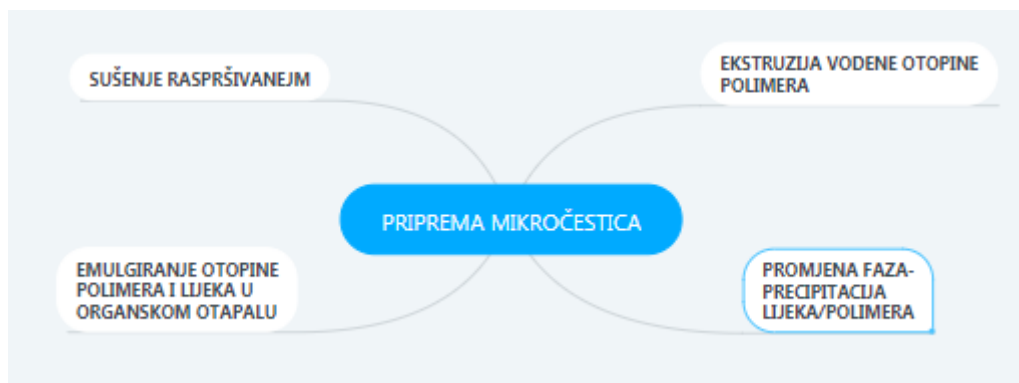 SUŠENJE RASPRŠIVANEJM
EKSTRUZIJA VODENE OTOPINE
POLIMERA
PRIPREMA MIKROČESTICA
EMULGIRANJE OTOPINE
POLIMERA I LIJEKA U
ORGANSKOM OTAPALU
PROMJENA FAZA-
PRECIPITACIJA
LIJEKA/POLIMERA